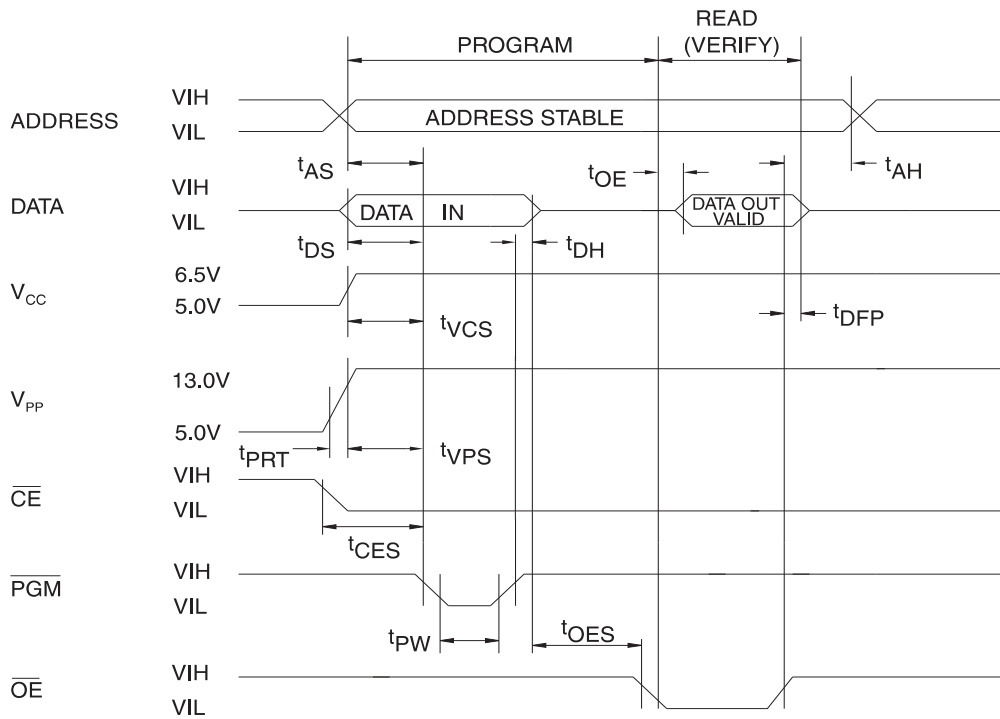 READ
PROGRAM (VERIFY)
VIH
ADDRESS ADDRESS STABLE
VIL
tAS tOE tAH
VIH
DATA DATA IN DATA OUT
VIL VALID
tDS tDH
6.5V
VCC
5.0V tVCS tDFP
13.0V
VPP
5.0V
tPRT tVPS
VIH
CE
VIL
tCES
VIH
PGM
VIL
tPW tOES
VIH
OE
VIL